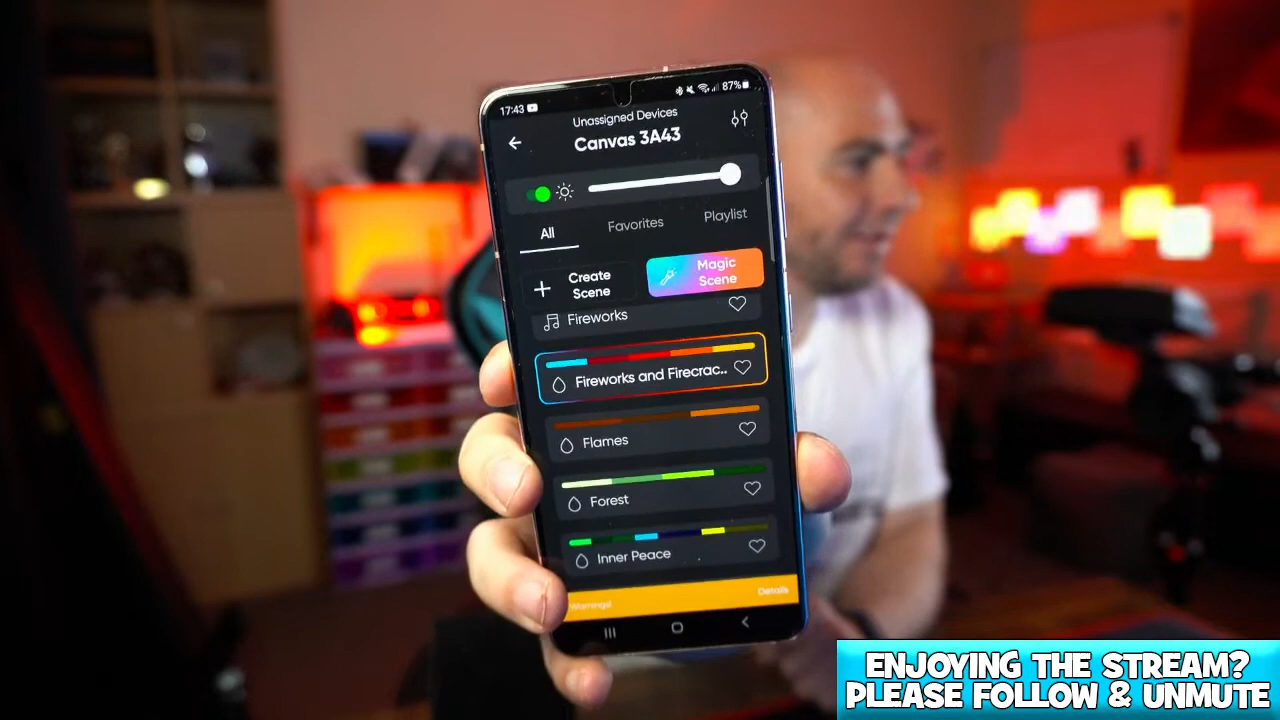 17:43
87%
Unassigned Devices
Canvas 3A43
All
Favorites
Playlist
Create
Scene
Magic
Scene
Fireworks
Fireworks and Firecrac..
Flames
Forest
Inner Peace
Warnings!
Details
ENJOYING THE STREAM?
PLEASE FOLLOW & UNMUTE